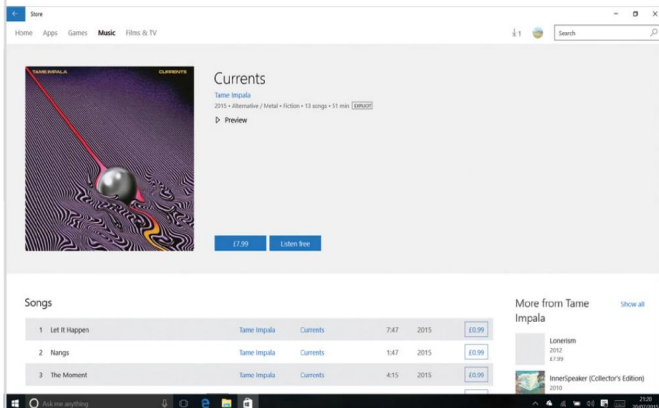 Store
Home Apps Games Music Films & TV
1
Search
TAME IMPALA CURRENTS
Currents
Tame Impala
2015 • Alternative / Metal • Fiction • 13 songs • 51 min EXPLICIT
Preview
£7.99 Listen free
Songs
1 Let It Happen Tame Impala Currents 7:47 2015 £0.99
2 Nangs Tame Impala Currents 1:47 2015 £0.99
3 The Moment Tame Impala Currents 4:15 2015 £0.99
More from Tame Impala
Show all
Lonerism
2012
£7.99
InnerSpeaker (Collector's Edition)
2010
Ask me anything
21:20
30/07/2015